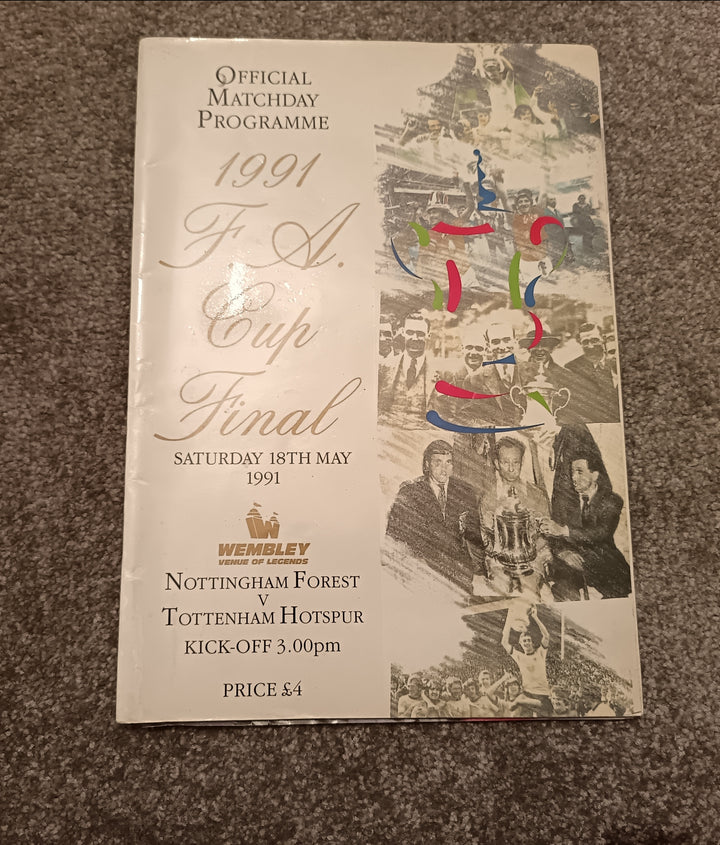 OFFICIAL
MATCHDAY
PROGRAMME
1991
F.A.
Cup
Final
SATURDAY 18TH MAY
1991
WEMBLEY
VENUE OF LEGENDS
NOTTINGHAM FOREST
V
TOTTENHAM HOTSPUR
KICK-OFF 3.00pm
PRICE £4